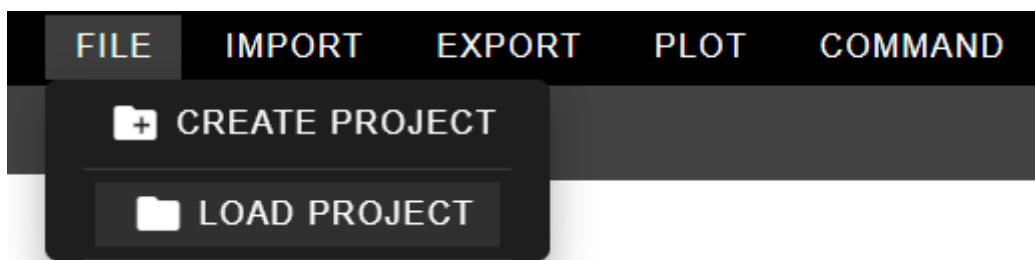 FILE IMPORT EXPORT PLOT COMMAND
CREATE PROJECT
LOAD PROJECT